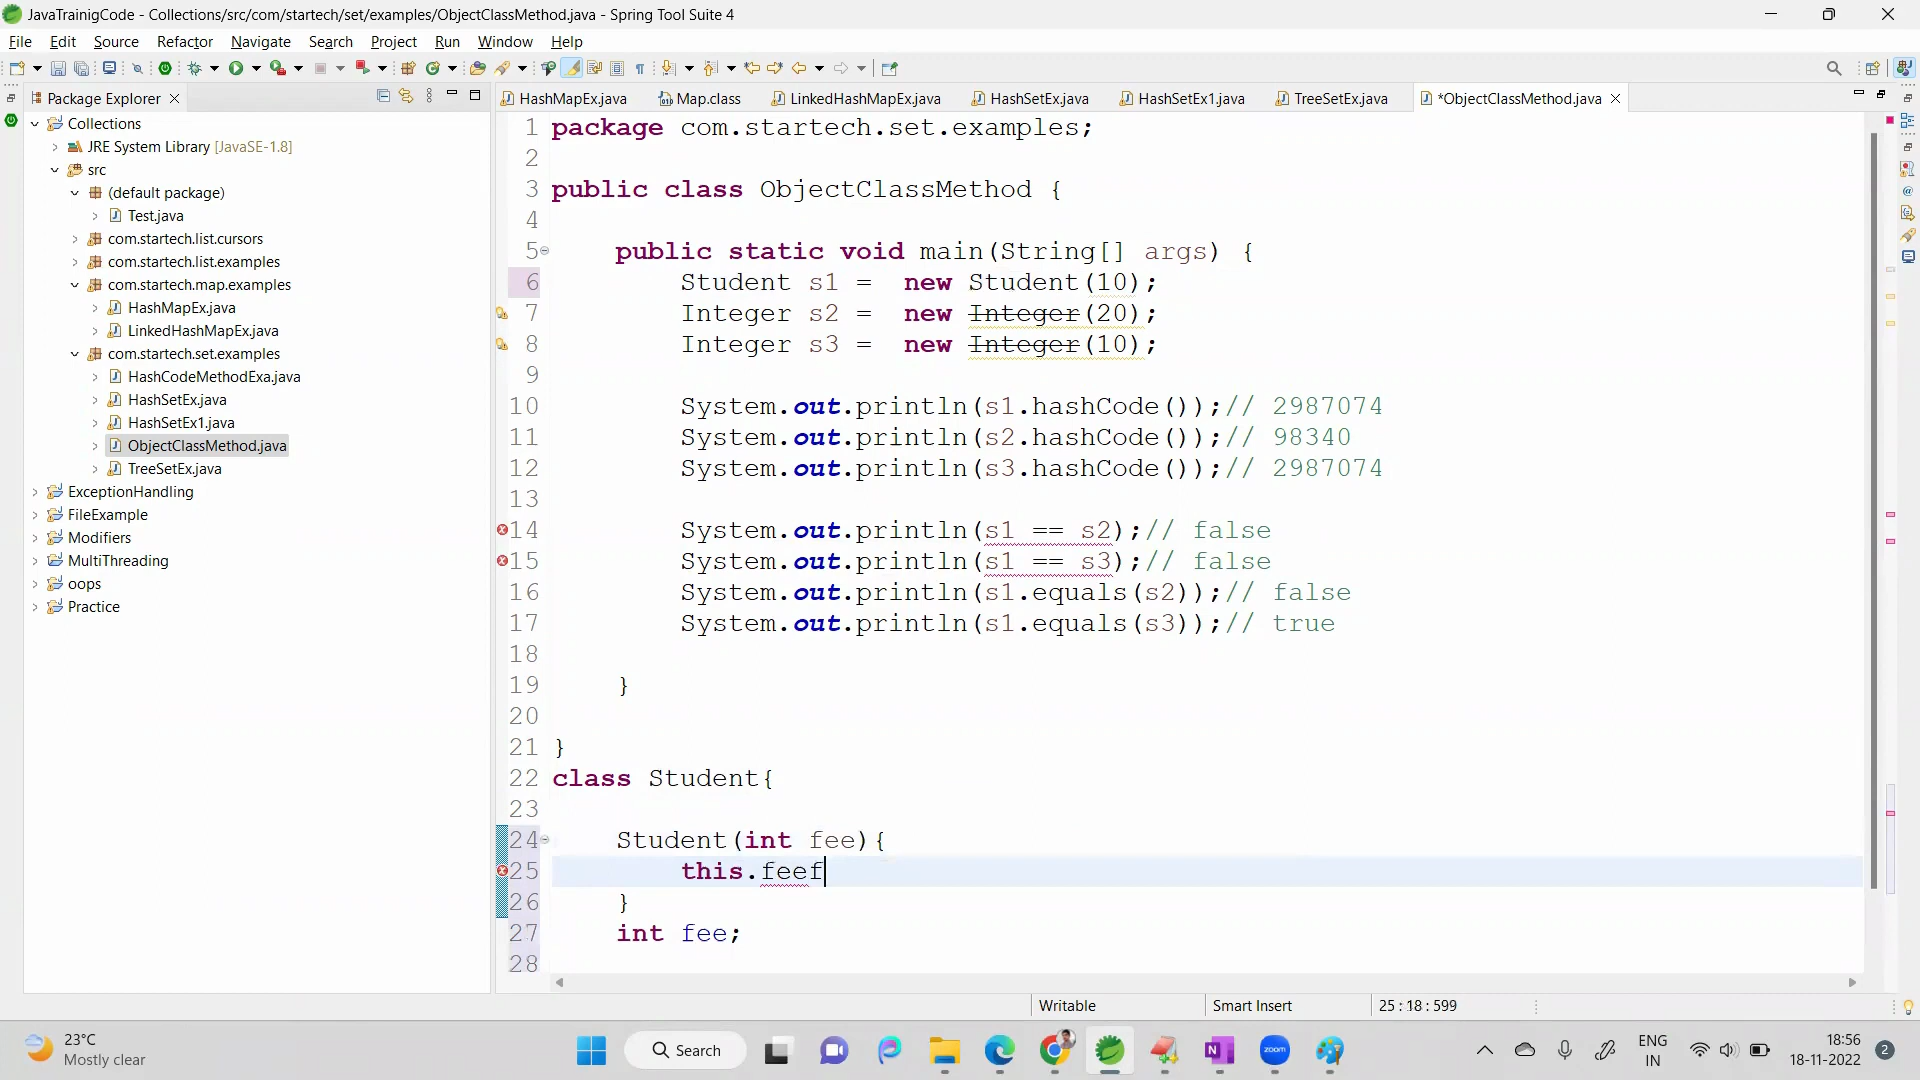 JavaTrainigCode - Collections/src/com/startech/set/examples/ObjectClassMethod.java - Spring Tool Suite 4
File Edit Source Refactor Navigate Search Project Run Window Help
Package Explorer
HashMapEx.java Map.class LinkedHashMapEx.java HashSetEx.java HashSetEx1.java TreeSetEx.java *ObjectClassMethod.java
Collections
JRE System Library [JavaSE-1.8]
src
(default package)
Test.java
com.startech.list.cursors
com.startech.list.examples
com.startech.map.examples
HashMapEx.java
LinkedHashMapEx.java
com.startech.set.examples
HashCodeMethodExa.java
HashSetEx.java
HashSetEx1.java
ObjectClassMethod.java
TreeSetEx.java
ExceptionHandling
FileExample
Modifiers
MultiThreading
oops
Practice
1 package com.startech.set.examples;
2
3 public class ObjectClassMethod {
4
5 public static void main(String[] args) {
6 Student s1 =  new Student(10);
7 Integer s2 =  new Integer(20);
8 Integer s3 =  new Integer(10);
9
10 System.out.println(s1.hashCode());// 2987074
11 System.out.println(s2.hashCode());// 98340
12 System.out.println(s3.hashCode());// 2987074
13
14 System.out.println(s1 == s2);// false
15 System.out.println(s1 == s3);// false
16 System.out.println(s1.equals(s2));// false
17 System.out.println(s1.equals(s3));// true
18
19 }
20
21 }
22 class Student{
23
24 Student(int fee){
25 this.feef
26 }
27 int fee;
28
Writable Smart Insert 25 : 18 : 599
23°C
Mostly clear
Search
zoom
ENG
IN
18:56
18-11-2022
2